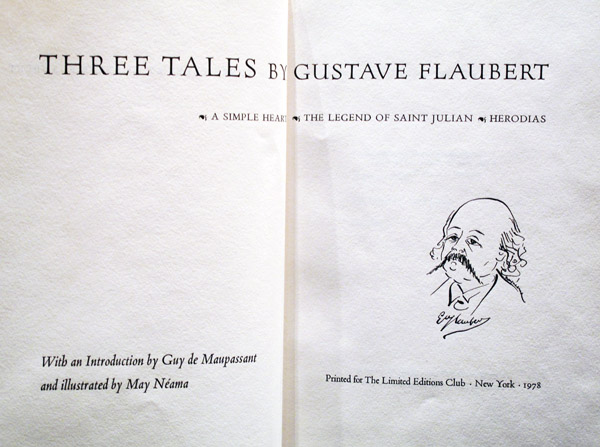 THREE TALES BY GUSTAVE FLAUBERT
A SIMPLE HEART THE LEGEND OF SAINT JULIAN HERODIAS
With an Introduction by Guy de Maupassant
and illustrated by May Néama
Printed for The Limited Editions Club · New York · 1978